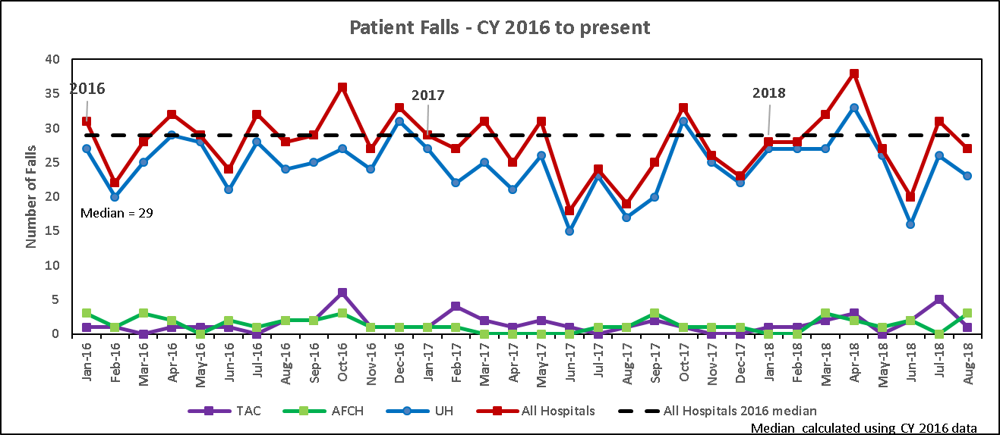 Patient Falls - CY 2016 to present
Number of Falls
40
35
30
25
20
15
10
5
0
2016
2017
2018
Median = 29
Jan-16
Feb-16
Mar-16
Apr-16
May-16
Jun-16
Jul-16
Aug-16
Sep-16
Oct-16
Nov-16
Dec-16
Jan-17
Feb-17
Mar-17
Apr-17
May-17
Jun-17
Jul-17
Aug-17
Sep-17
Oct-17
Nov-17
Dec-17
Jan-18
Feb-18
Mar-18
Apr-18
May-18
Jun-18
Jul-18
Aug-18
TAC AFCH UH All Hospitals All Hospitals 2016 median
Median calculated using CY 2016 data